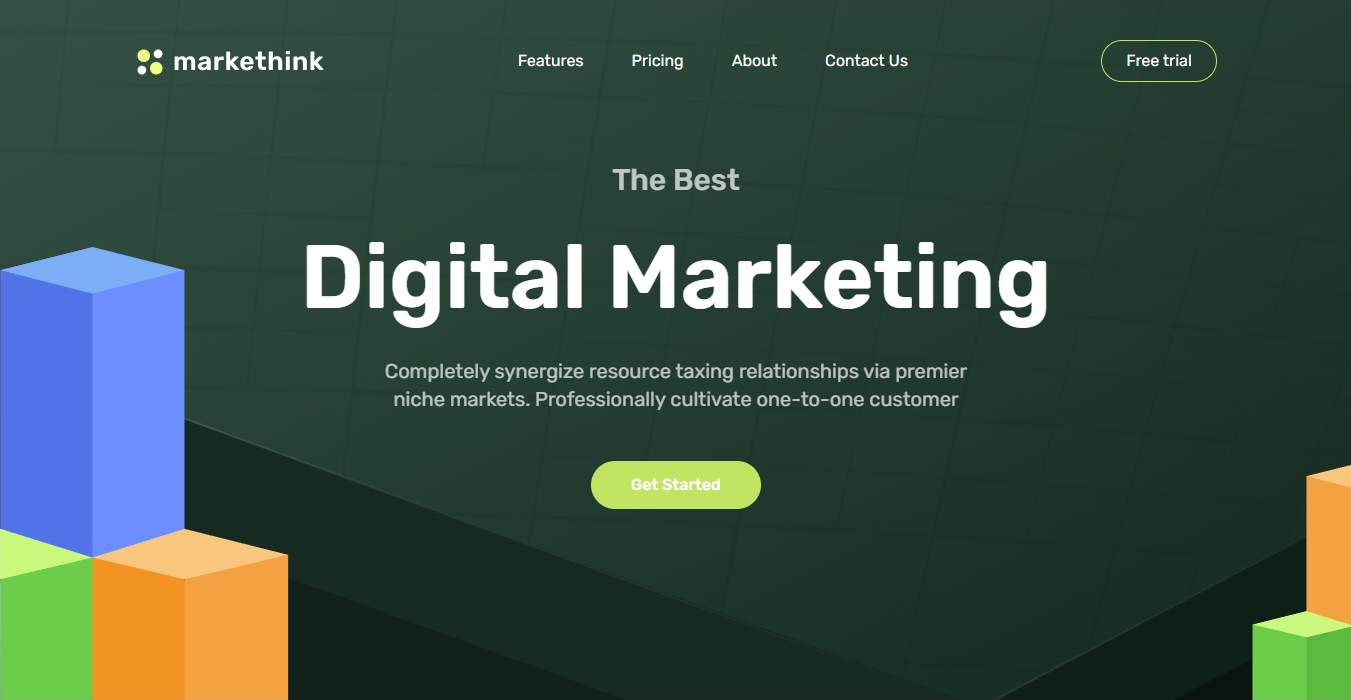 markethink
Features
Pricing
About
Contact Us
Free trial
The Best
Digital Marketing
Completely synergize resource taxing relationships via premier
niche markets. Professionally cultivate one-to-one customer
Get Started